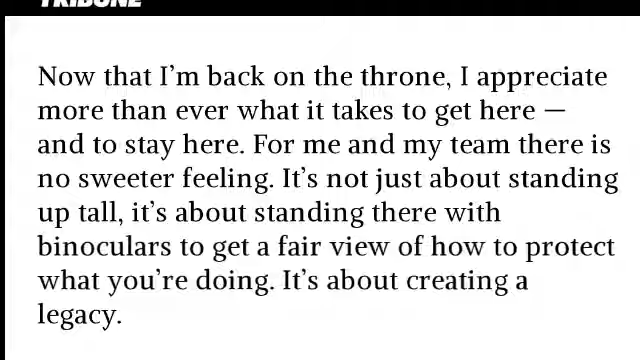 TRIBUNE
Now that I'm back on the throne, I appreciate
more than ever what it takes to get here —
and to stay here. For me and my team there is
no sweeter feeling. It's not just about standing
up tall, it's about standing there with
binoculars to get a fair view of how to protect
what you're doing. It's about creating a
legacy.